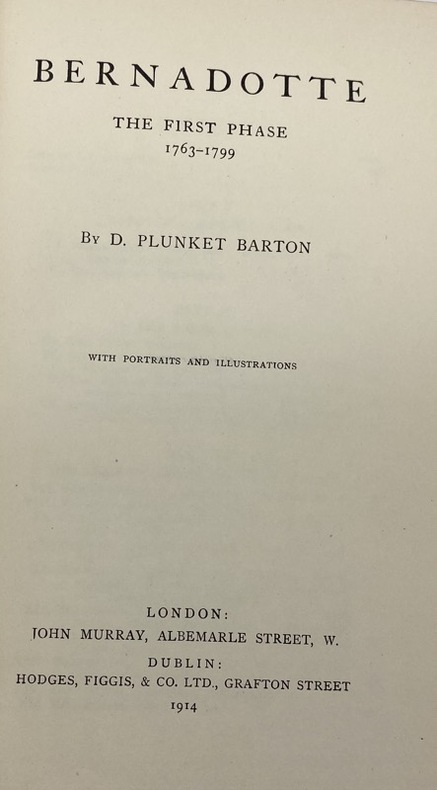 BERNADOTTE
THE FIRST PHASE
1763–1799
By D. PLUNKET BARTON
WITH PORTRAITS AND ILLUSTRATIONS
LONDON:
JOHN MURRAY, ALBEMARLE STREET, W.
DUBLIN:
HODGES, FIGGIS, & CO. LTD., GRAFTON STREET
1914